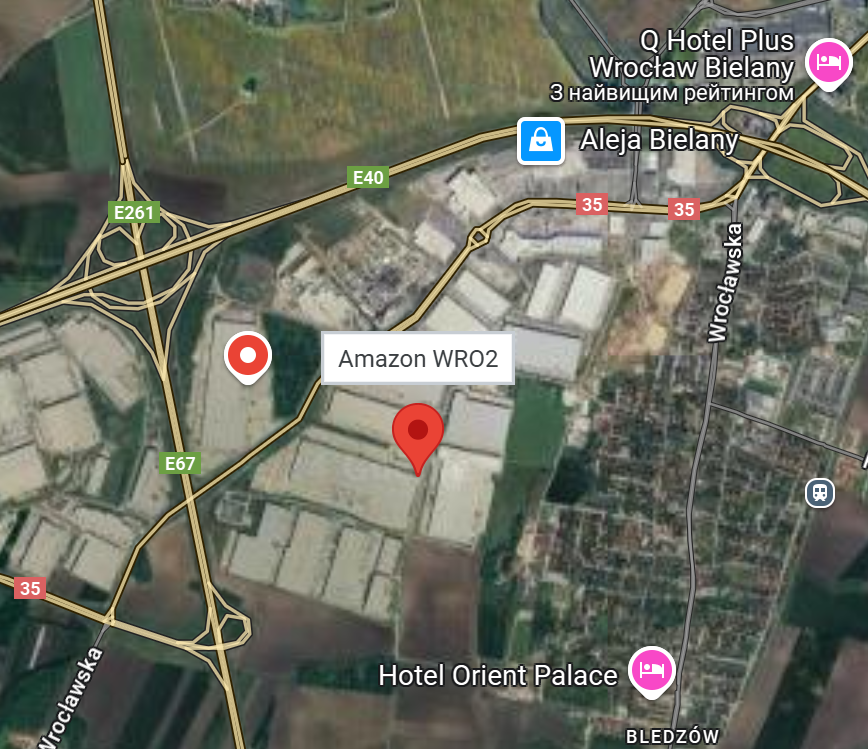 Q Hotel Plus
Wrocław Bielany
З найвищим рейтингом
Aleja Bielany
E40
E261
35
35
Wrocławska
Amazon WRO2
E67
35
Wrocławska
Hotel Orient Palace
BLEDZÓW